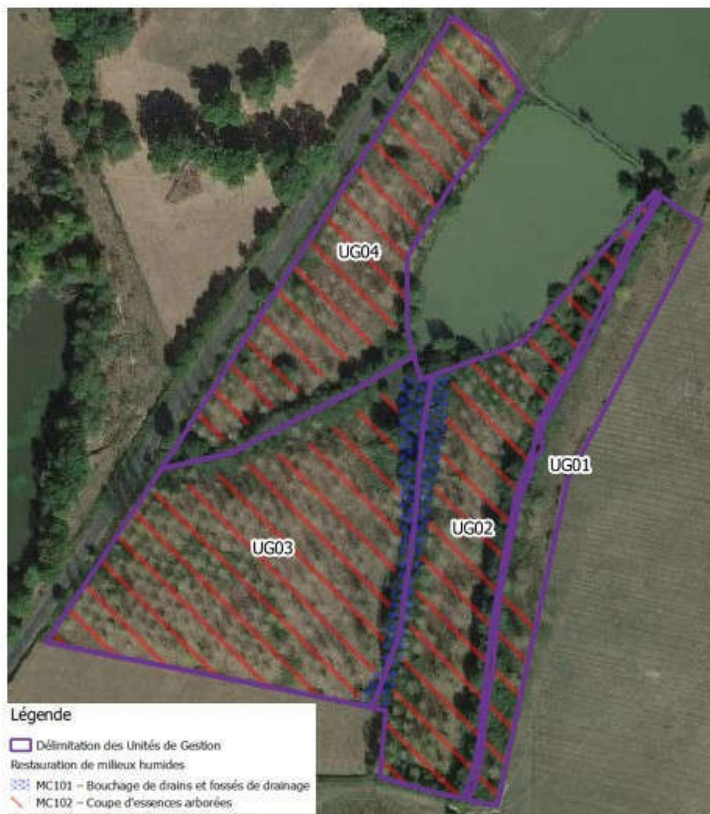 UG04
UG01
UG02
UG03
Légende
Délimitation des Unités de Gestion
Restauration de milieux humides
MC101 – Bouchage de drains et fossés de drainage
MC102 – Coupe d'essences arborées